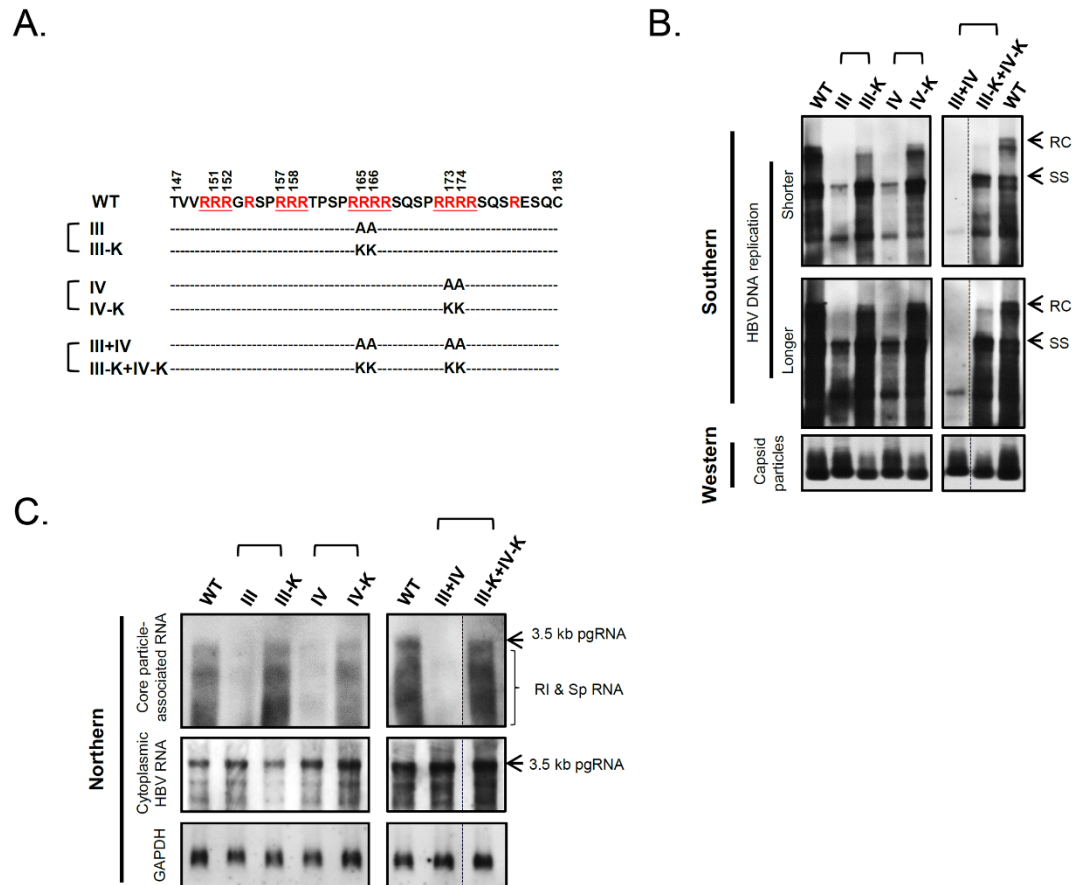 A.
147 151 152 157 158 165 166 173 174 183
WT TVVRRRGRSPRRRTPSPRRRRSQSPRRRRSQSRESQC
III ------AA------
III-K ------KK------
IV ------AA------
IV-K ------KK------
III+IV ------AA------AA------
III-K+IV-K ------KK------KK------
B.
WT III III-K IV IV-K III+IV III-K+IV-K WT
Southern
HBV DNA replication
Shorter
RC
SS
Longer
RC
SS
Western
Capsid
particles
C.
WT III III-K IV IV-K WT III+IV III-K+IV-K
Northern
Core particle-
associated RNA
3.5 kb pgRNA
RI & Sp RNA
Cytoplasmic
HBV RNA
3.5 kb pgRNA
GAPDH